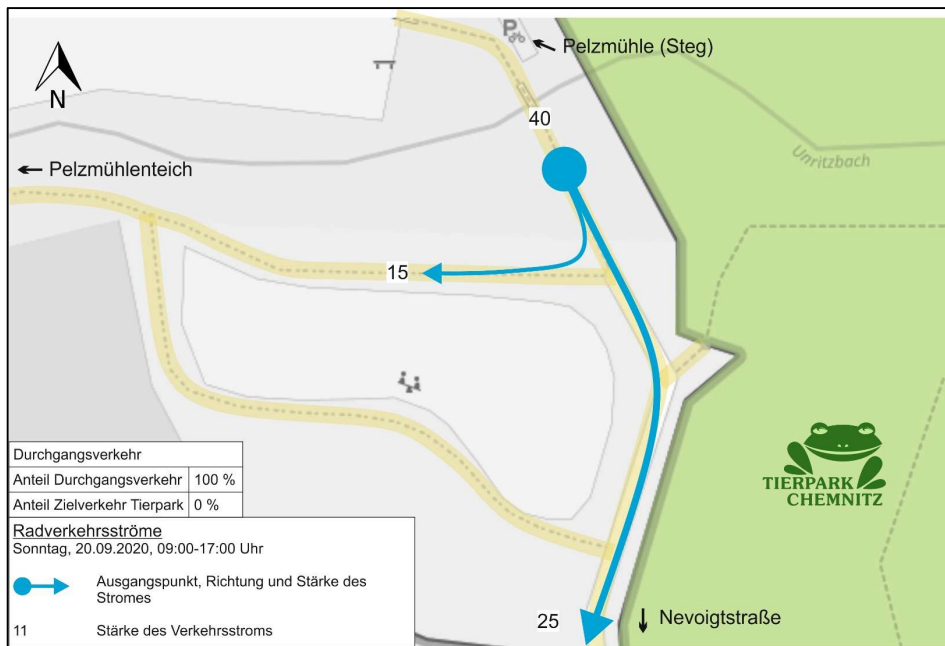 P
Pelzmühle (Steg)
N
40
Pelzmühlenteich
Unritzbach
15
TIERPARK
CHEMNITZ
Durchgangsverkehr
Anteil Durchgangsverkehr 100 %
Anteil Zielverkehr Tierpark 0 %
Radverkehrsströme
Sonntag, 20.09.2020, 09:00-17:00 Uhr
Ausgangspunkt, Richtung und Stärke des
Stromes
11 Stärke des Verkehrsstroms
25
Nevoigtstraße